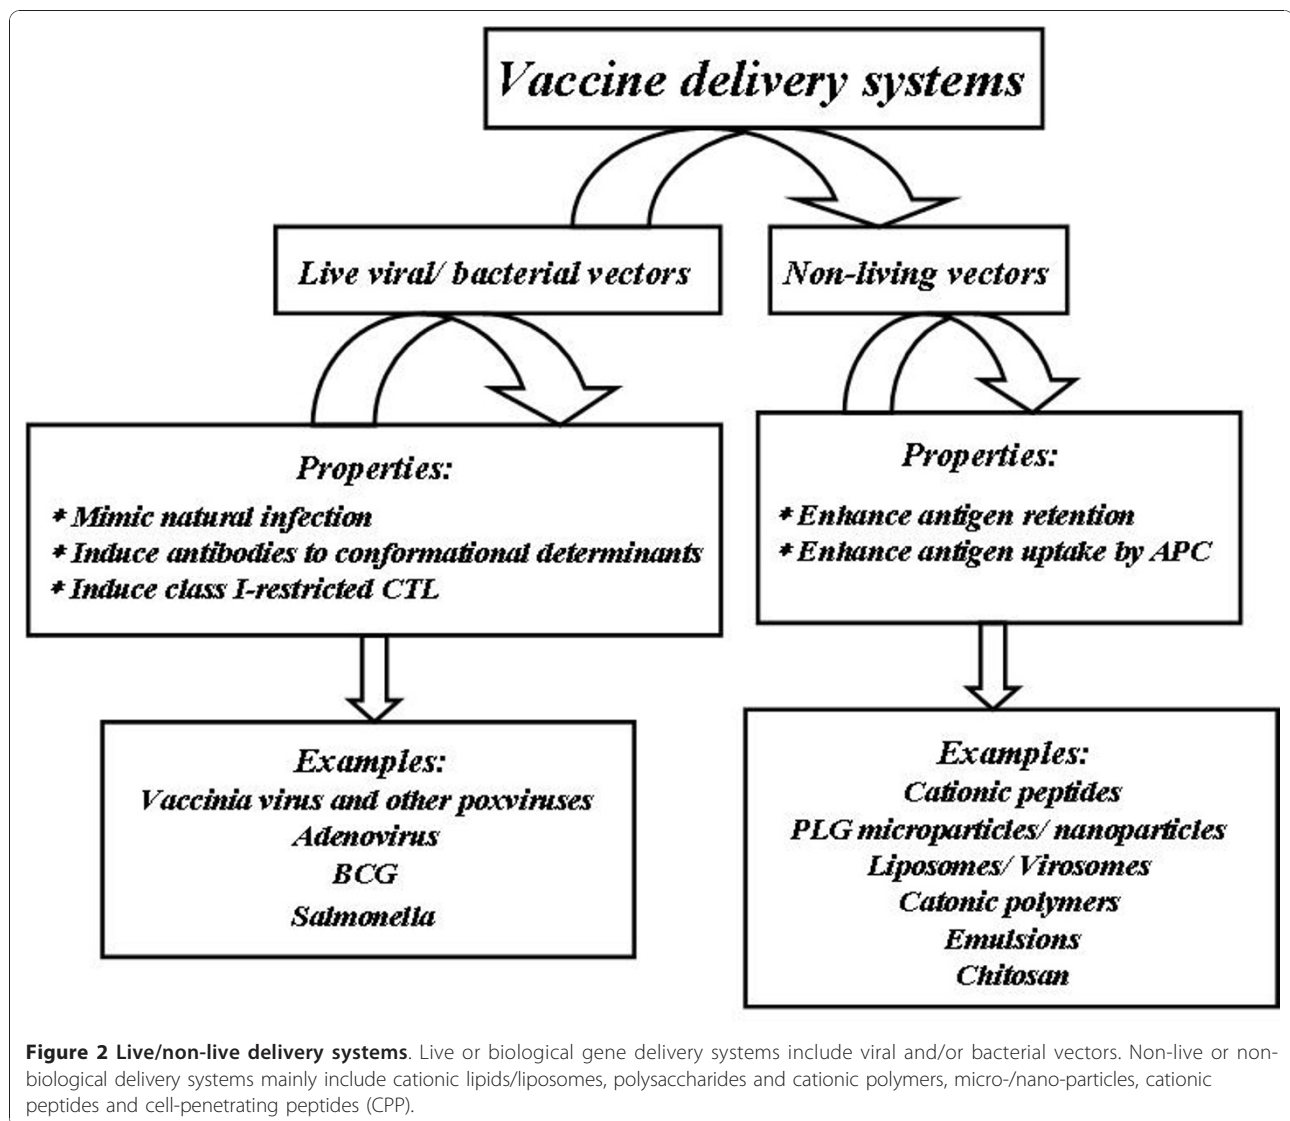 Vaccine delivery systems
Live viral/ bacterial vectors
Non-living vectors
Properties:
* Mimic natural infection
* Induce antibodies to conformational determinants
* Induce class I-restricted CTL
Properties:
* Enhance antigen retention
* Enhance antigen uptake by APC
Examples:
Vaccinia virus and other poxviruses
Adenovirus
BCG
Salmonella
Examples:
Cationic peptides
PLG microparticles/ nanoparticles
Liposomes/ Virosomes
Catonic polymers
Emulsions
Chitosan
Figure 2 Live/non-live delivery systems. Live or biological gene delivery systems include viral and/or bacterial vectors. Non-live or non-
biological delivery systems mainly include cationic lipids/liposomes, polysaccharides and cationic polymers, micro-/nano-particles, cationic
peptides and cell-penetrating peptides (CPP).